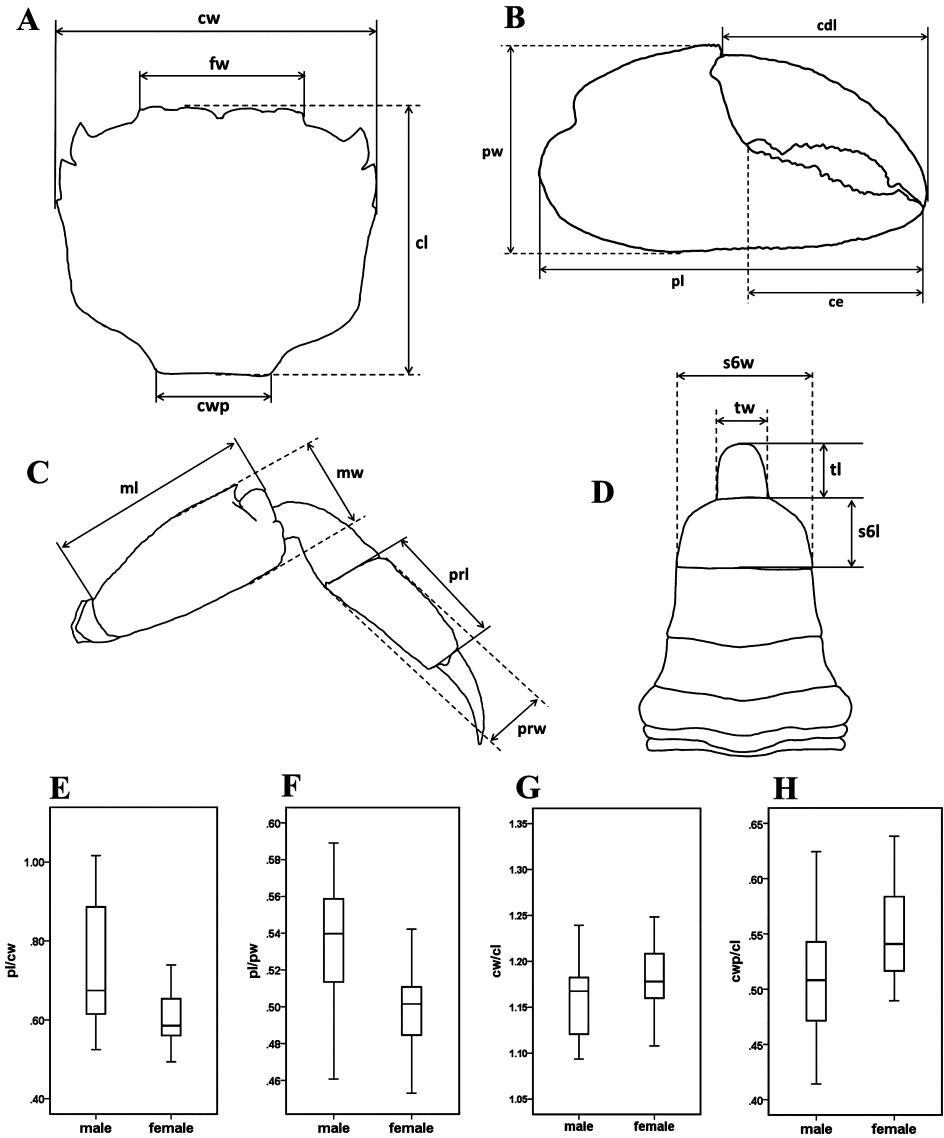 A
cw
fw
cl
cwp
B
cdl
pw
pl
ce
C
ml
mw
prl
prw
D
s6w
tw
tl
s6l
E
pl/cw
1.00
.80
.60
.40
male female
F
pl/pw
.60
.58
.56
.54
.52
.50
.48
.46
male female
G
cw/cl
1.35
1.30
1.25
1.20
1.15
1.10
1.05
male female
H
cwp/cl
.65
.60
.55
.50
.45
.40
male female